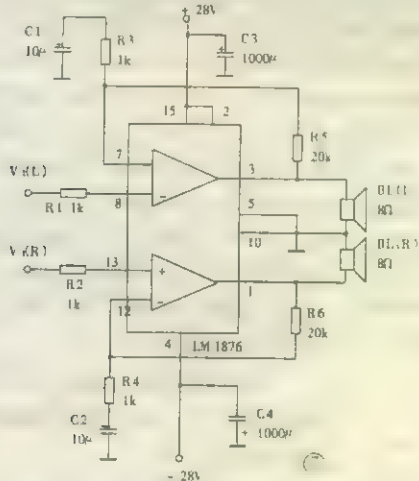 + 28V
C1
10μ
R3
1k
C3
1000μ
15
2
R5
20k
Vi(L)
7
3
R1 1k
8
-
5
8Ω
10
Vi(R)
13
+
BL(R)
8Ω
R2
1k
12
-
1
4
LM 1876
R6
20k
R4
1k
C2
10μ
C4
+ 1000μ
- 28V